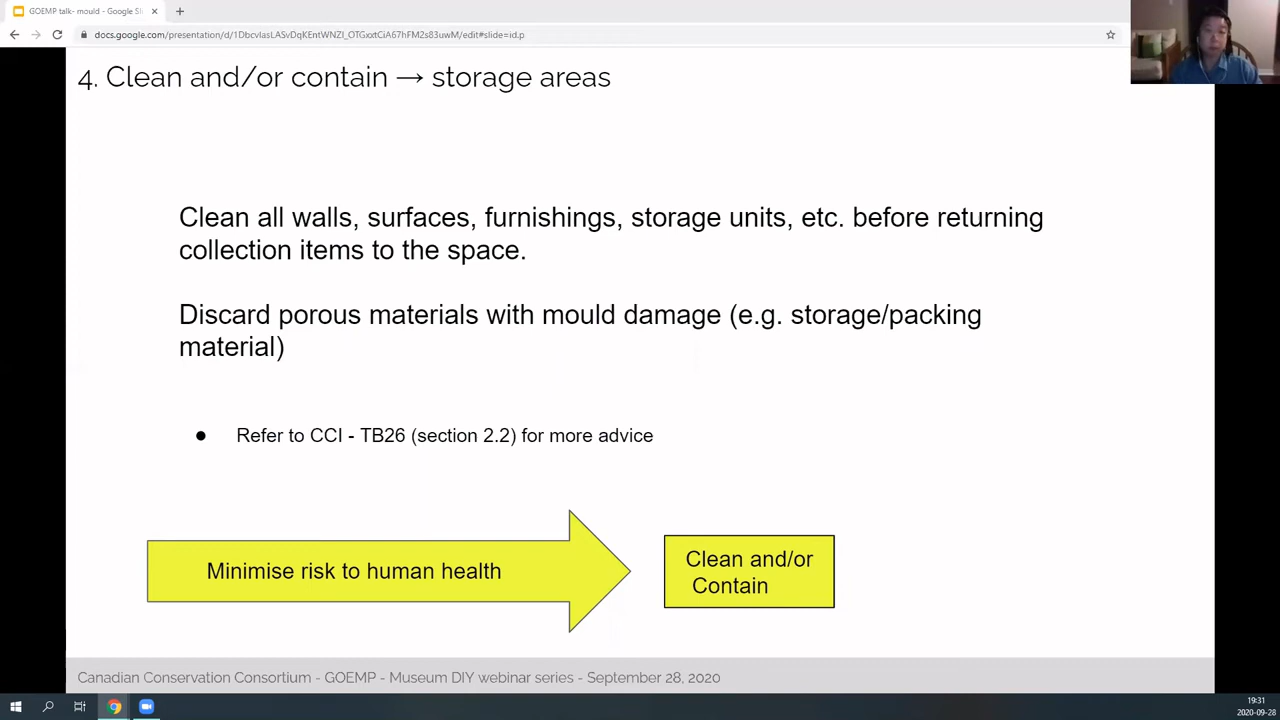 GOEMP talk- mould - Google Sli
docs.google.com/presentation/d/1DbcvIasLASvDqKEntWNZI_OTGxxtCiA67hFM2s83uwM/edit#slide=id.p
4. Clean and/or contain → storage areas
Clean all walls, surfaces, furnishings, storage units, etc. before returning
collection items to the space.
Discard porous materials with mould damage (e.g. storage/packing
material)
● Refer to CCI - TB26 (section 2.2) for more advice
Minimise risk to human health
Clean and/or
Contain
Canadian Conservation Consortium - GOEMP - Museum DIY webinar series - September 28, 2020
19:31
2020-09-28